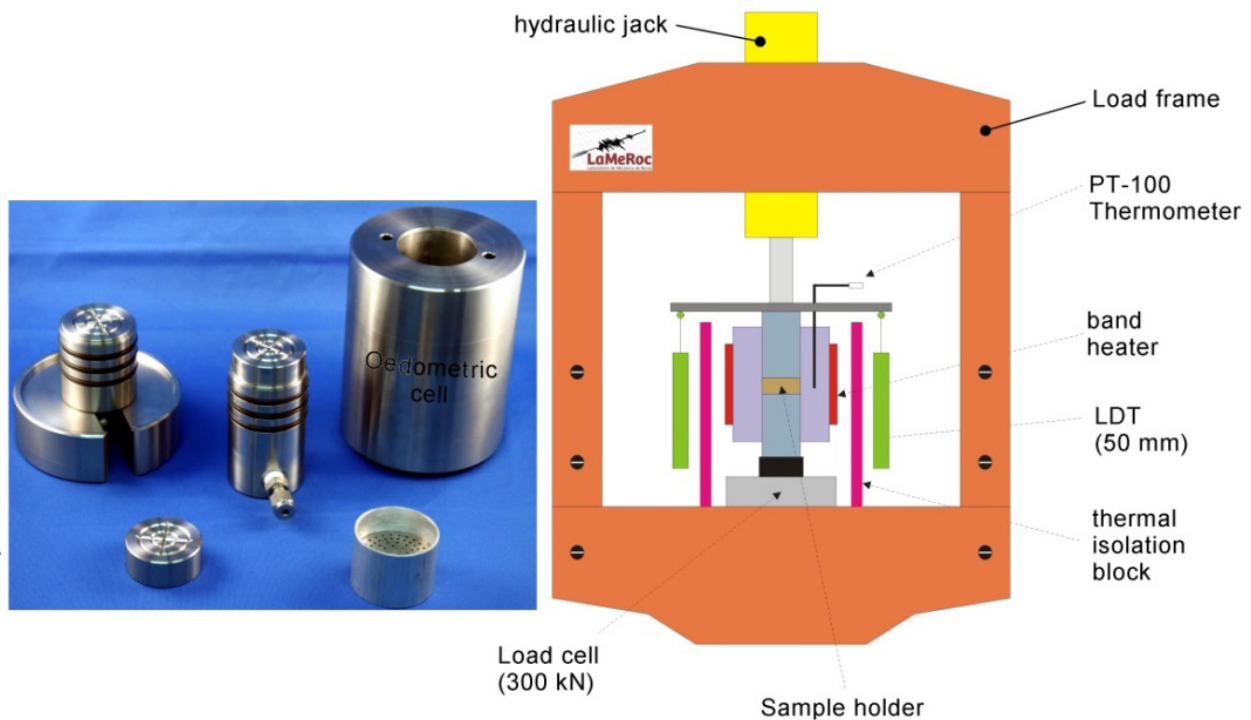 hydraulic jack
Load frame
LaMeRoc
PT-100
Thermometer
Oedometric
cell
band
heater
LDT
(50 mm)
thermal
isolation
block
Load cell
(300 kN)
Sample holder